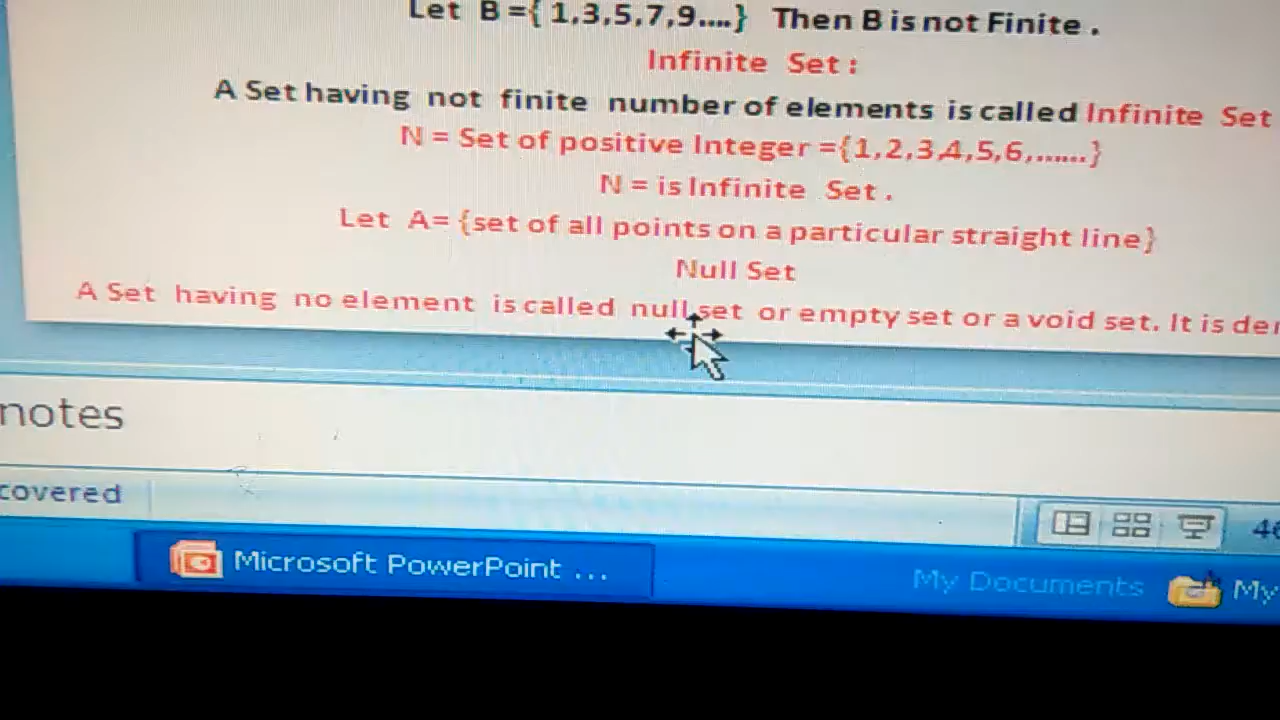 Let B ={ 1,3,5,7,9....} Then B is not Finite .
Infinite Set :
A Set having not finite number of elements is called Infinite Set
N = Set of positive Integer ={1,2,3,4,5,6,.......}
N = is Infinite Set .
Let A= {set of all points on a particular straight line}
Null Set
A Set having no element is called null set or empty set or a void set. It is
notes
covered
Microsoft PowerPoint ...
My Documents
My